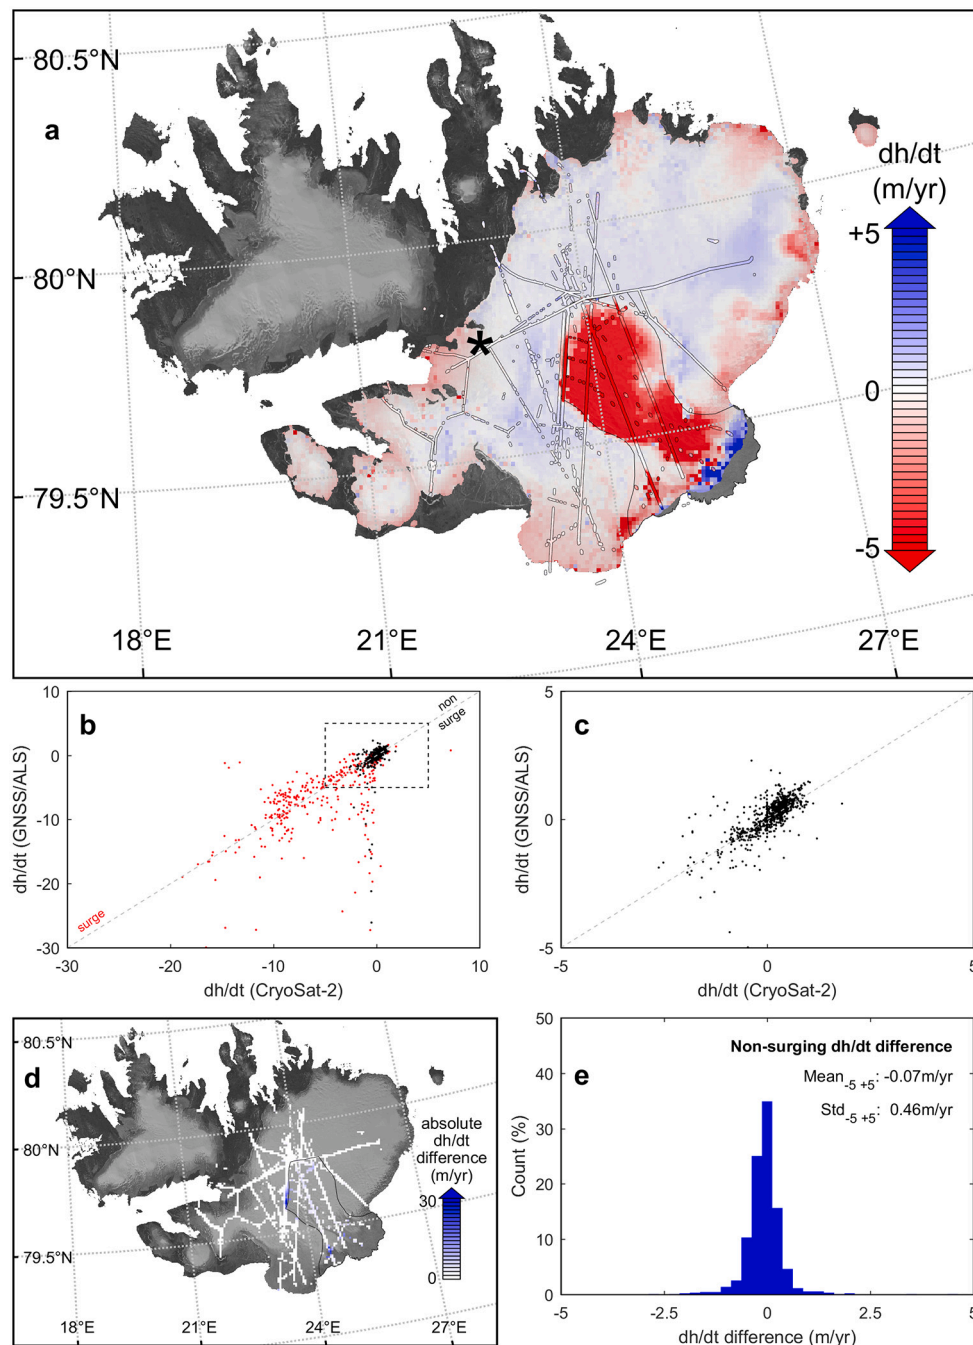 80.5°N
a
dh/dt
(m/yr)
+5
80°N
0
79.5°N
-5
18°E
21°E
24°E
27°E
10
b
non
surge
0
dh/dt (GNSS/ALS)
-10
-20
surge
-30
-30
-20
-10
0
10
dh/dt (CryoSat-2)
5
c
dh/dt (GNSS/ALS)
0
-5
-5
0
5
dh/dt (CryoSat-2)
80.5°N
d
absolute
dh/dt
difference
(m/yr)
80°N
30
79.5°N
0
18°E
21°E
24°E
27°E
50
Non-surging dh/dt difference
e
Mean-5 +5: -0.07m/yr
40
Std-5 +5: 0.46m/yr
30
Count (%)
20
10
0
-5
-2.5
0
2.5
5
dh/dt difference (m/yr)